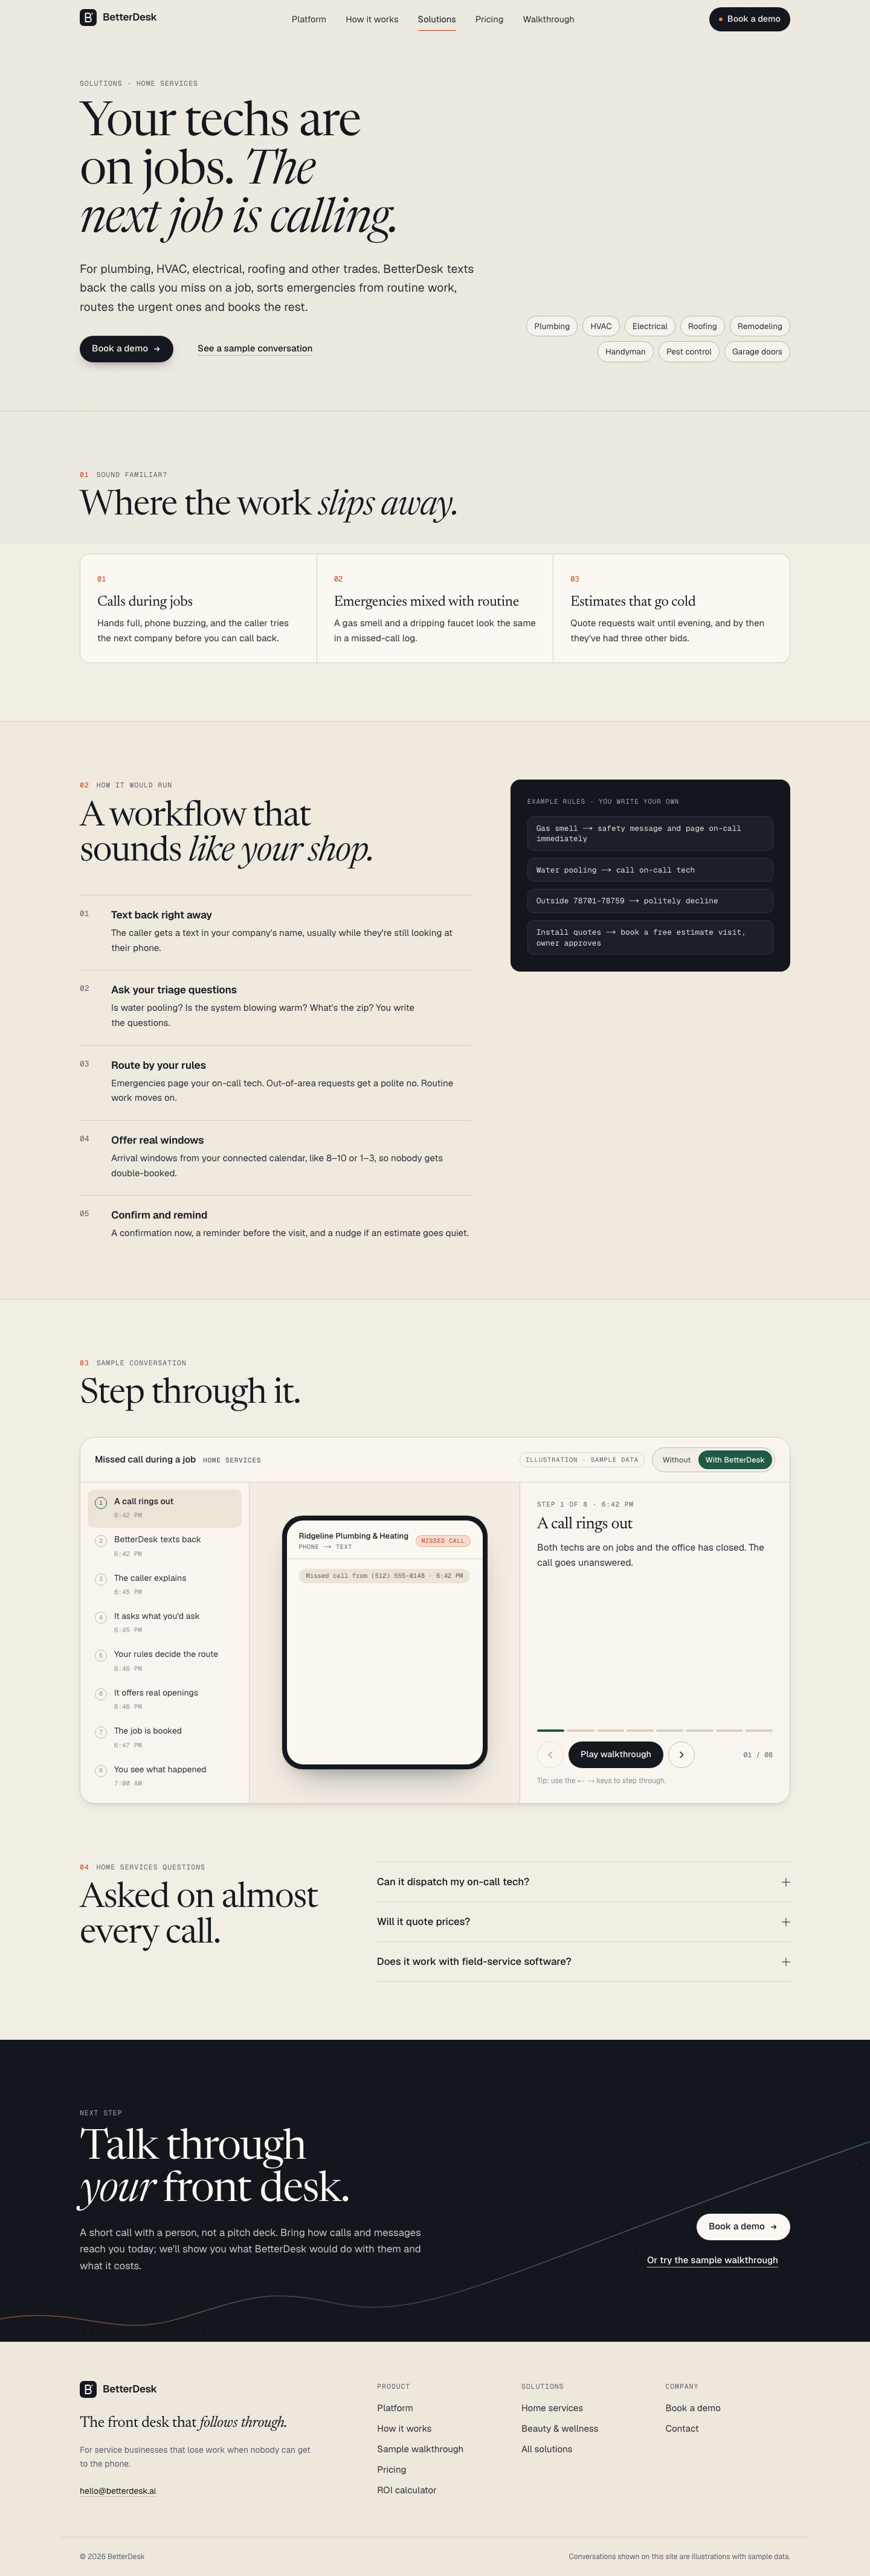 BetterDesk
Platform
How it works
Solutions
Pricing
Walkthrough
Book a demo
SOLUTIONS · HOME SERVICES
Your techs are
on jobs. The
next job is calling.
For plumbing, HVAC, electrical, roofing and other trades. BetterDesk texts
back the calls you miss on a job, sorts emergencies from routine work,
routes the urgent ones and books the rest.
Book a demo →
See a sample conversation
Plumbing
HVAC
Electrical
Roofing
Remodeling
Handyman
Pest control
Garage doors
01 SOUND FAMILIAR?
Where the work slips away.
01
Calls during jobs
Hands full, phone buzzing, and the caller tries
the next company before you can call back.
02
Emergencies mixed with routine
A gas smell and a dripping faucet look the same
in a missed-call log.
03
Estimates that go cold
Quote requests wait until evening, and by then
they've had three other bids.
02 HOW IT WOULD RUN
A workflow that
sounds like your shop.
01
Text back right away
The caller gets a text in your company's name, usually while they're still looking at
their phone.
02
Ask your triage questions
Is water pooling? Is the system blowing warm? What's the zip? You write
the questions.
03
Route by your rules
Emergencies page your on-call tech. Out-of-area requests get a polite no. Routine
work moves on.
04
Offer real windows
Arrival windows from your connected calendar, like 8–10 or 1–3, so nobody gets
double-booked.
05
Confirm and remind
A confirmation now, a reminder before the visit, and a nudge if an estimate goes quiet.
EXAMPLE RULES · YOU WRITE YOUR OWN
Gas smell → safety message and page on-call
immediately
Water pooling → call on-call tech
Outside 78701–78759 → politely decline
Install quotes → book a free estimate visit,
owner approves
03 SAMPLE CONVERSATION
Step through it.
Missed call during a job HOME SERVICES
ILLUSTRATION · SAMPLE DATA
Without
With BetterDesk
1 A call rings out
6:42 PM
2 BetterDesk texts back
6:42 PM
3 The caller explains
6:45 PM
4 It asks what you'd ask
6:45 PM
5 Your rules decide the route
6:46 PM
6 It offers real openings
6:46 PM
7 The job is booked
6:47 PM
8 You see what happened
7:00 AM
Ridgeline Plumbing & Heating
PHONE → TEXT
MISSED CALL
Missed call from (512) 555-0148 · 6:42 PM
STEP 1 OF 8 · 6:42 PM
A call rings out
Both techs are on jobs and the office has closed. The
call goes unanswered.
Play walkthrough
01 / 08
Tip: use the ← → keys to step through.
04 HOME SERVICES QUESTIONS
Asked on almost
every call.
Can it dispatch my on-call tech?
Will it quote prices?
Does it work with field-service software?
NEXT STEP
Talk through
your front desk.
A short call with a person, not a pitch deck. Bring how calls and messages
reach you today; we'll show you what BetterDesk would do with them and
what it costs.
Book a demo →
Or try the sample walkthrough
BetterDesk
The front desk that follows through.
For service businesses that lose work when nobody can get
to the phone.
hello@betterdesk.ai
PRODUCT
Platform
How it works
Sample walkthrough
Pricing
ROI calculator
SOLUTIONS
Home services
Beauty & wellness
All solutions
COMPANY
Book a demo
Contact
© 2026 BetterDesk
Conversations shown on this site are illustrations with sample data.